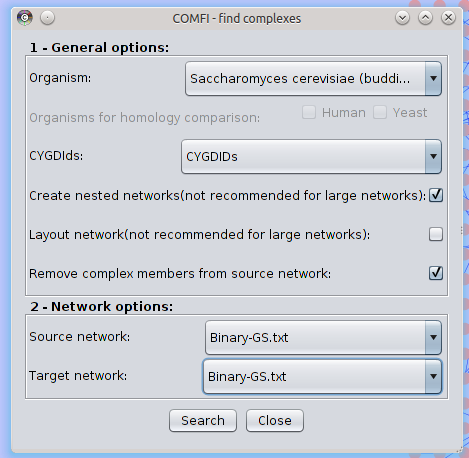 COMFI - find complexes
1 - General options:
Organism: Saccharomyces cerevisiae (buddi...
Organisms for homology comparison: Human Yeast
CYGDIds: CYGDIDs
Create nested networks(not recommended for large networks):
Layout network(not recommended for large networks):
Remove complex members from source network:
2 - Network options:
Source network: Binary-GS.txt
Target network: Binary-GS.txt
Search Close